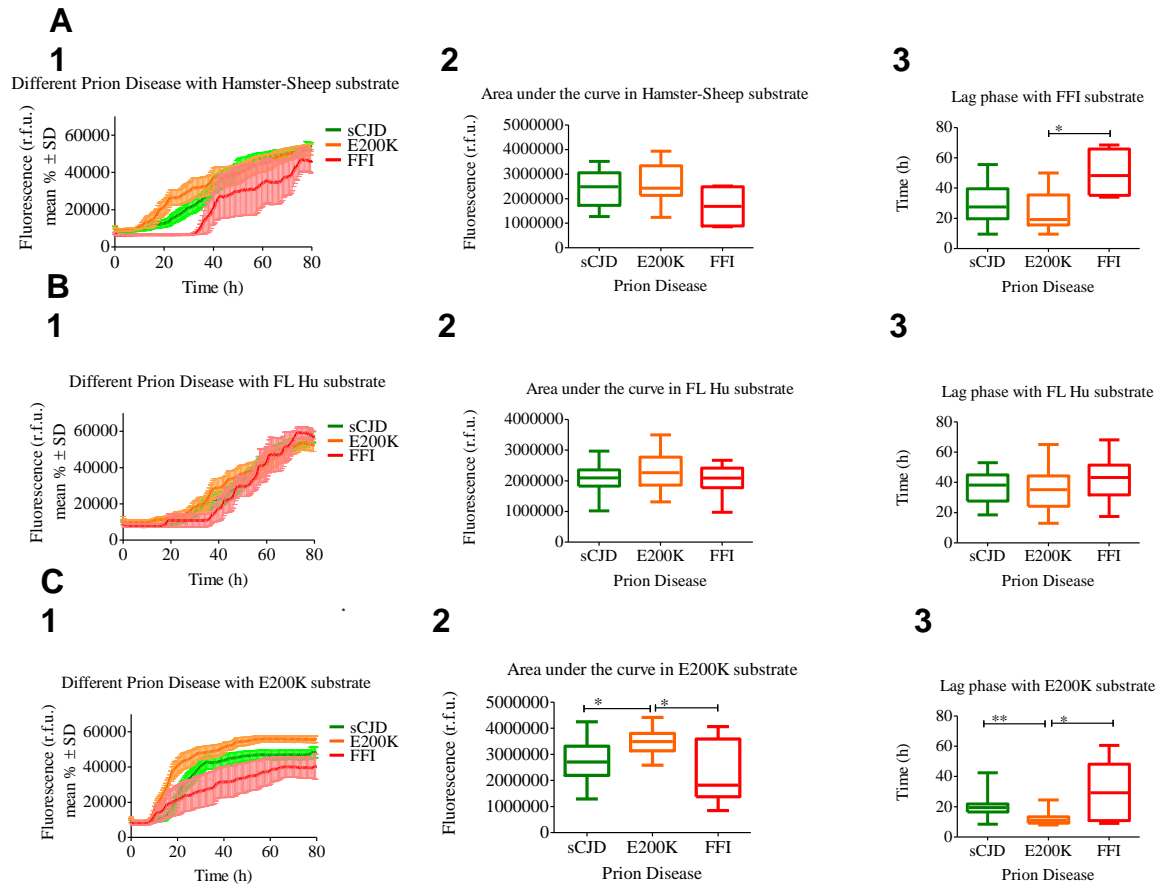 A
1
2
3
Different Prion Disease with Hamster-Sheep substrate
Fluorescence (r.f.u.)
mean % ± SD
60000
40000
20000
0
0 20 40 60 80
Time (h)
sCJD
E200K
FFI
Area under the curve in Hamster-Sheep substrate
Fluorescence (r.f.u.)
5000000
4000000
3000000
2000000
1000000
0
sCJD E200K FFI
Prion Disease
Lag phase with FFI substrate
Time (h)
80
60
40
20
0
*
sCJD E200K FFI
Prion Disease
B
1
2
3
Different Prion Disease with FL Hu substrate
Fluorescence (r.f.u.)
mean % ± SD
60000
40000
20000
0
0 20 40 60 80
Time (h)
sCJD
E200K
FFI
Area under the curve in FL Hu substrate
Fluorescence (r.f.u.)
4000000
3000000
2000000
1000000
0
sCJD E200K FFI
Prion Disease
Lag phase with FL Hu substrate
Time (h)
80
60
40
20
0
sCJD E200K FFI
Prion Disease
C
1
2
3
Different Prion Disease with E200K substrate
Fluorescence (r.f.u.)
mean % ± SD
60000
40000
20000
0
0 20 40 60 80
Time (h)
sCJD
E200K
FFI
Area under the curve in E200K substrate
Fluorescence (r.f.u.)
5000000
4000000
3000000
2000000
1000000
0
* *
sCJD E200K FFI
Prion Disease
Lag phase with E200K substrate
Time (h)
80
60
40
20
0
** *
sCJD E200K FFI
Prion Disease